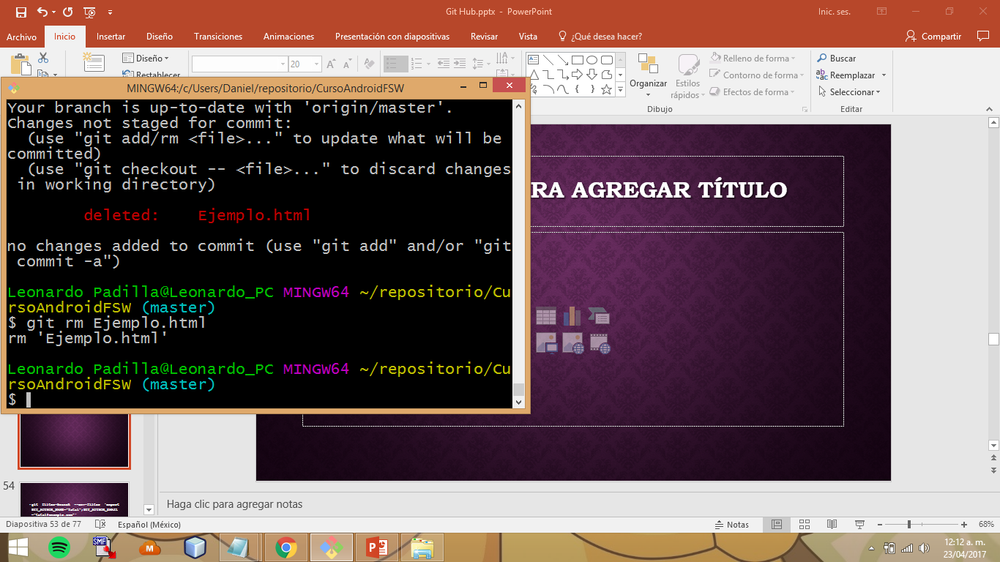 Git Hub.pptx - PowerPoint
Inic. ses.
Archivo Inicio Insertar Diseño Transiciones Animaciones Presentación con diapositivas Revisar Vista ¿Qué desea hacer? Compartir
Diseño
Restablecer
20
Organizar
Estilos
rápidos
Relleno de forma
Contorno de forma
Efectos de forma
Dibujo
Buscar
Reemplazar
Seleccionar
Editar
MINGW64:/c/Users/Daniel/repositorio/CursoAndroidFSW
Your branch is up-to-date with 'origin/master'.
Changes not staged for commit:
  (use "git add/rm <file>..." to update what will be
committed)
  (use "git checkout -- <file>..." to discard changes
 in working directory)
        deleted:    Ejemplo.html
no changes added to commit (use "git add" and/or "git
 commit -a")
Leonardo Padilla@Leonardo_PC MINGW64 ~/repositorio/Cu
rsoAndroidFSW (master)
$ git rm Ejemplo.html
rm 'Ejemplo.html'
Leonardo Padilla@Leonardo_PC MINGW64 ~/repositorio/Cu
rsoAndroidFSW (master)
$
RA AGREGAR TÍTULO
54
Haga clic para agregar notas
Diapositiva 53 de 77 Español (México) Notas 68%
SMF
12:12 a. m.
23/04/2017